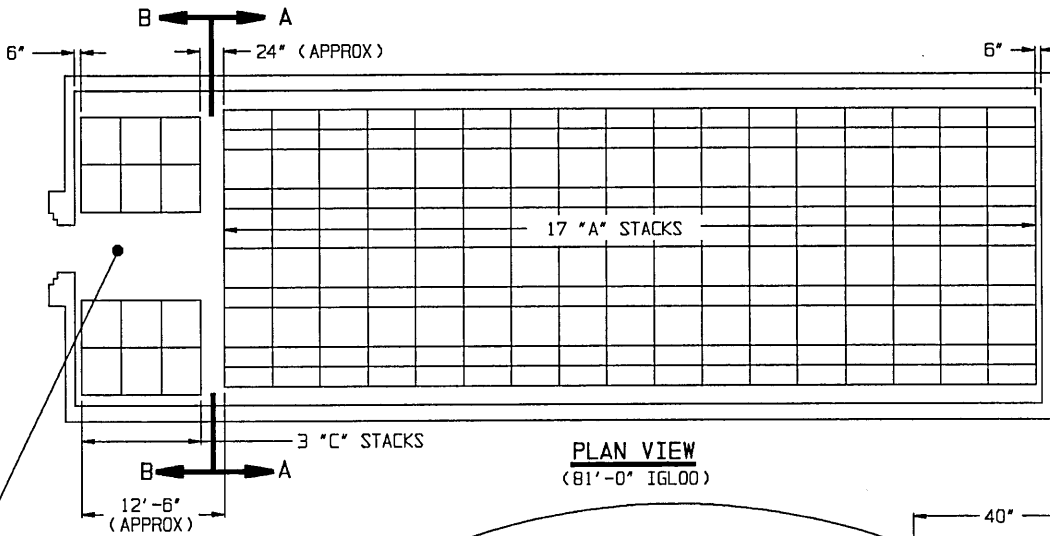 B A
6" 24" (APPROX) 6"
17 "A" STACKS
3 "C" STACKS
B A
PLAN VIEW
(81'-0" IGLOO)
12'-6"
(APPROX)
40"